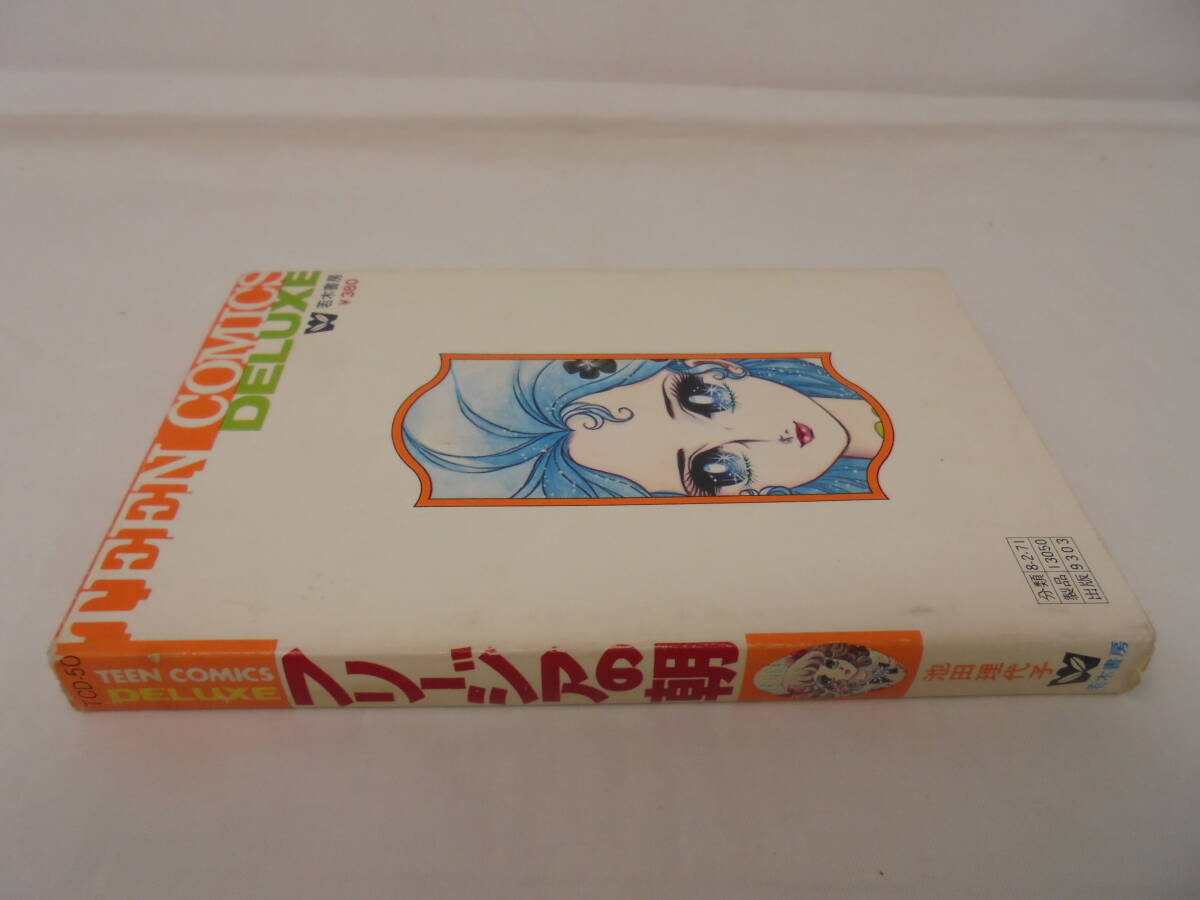 TEEN COMICS
DELUXE
若木書房
¥380
分類 8-2-71
製品 13050
出版 9303
TCD-50
TEEN COMICS
DELUXE
フリージアの朝
池田理代子
若木書房